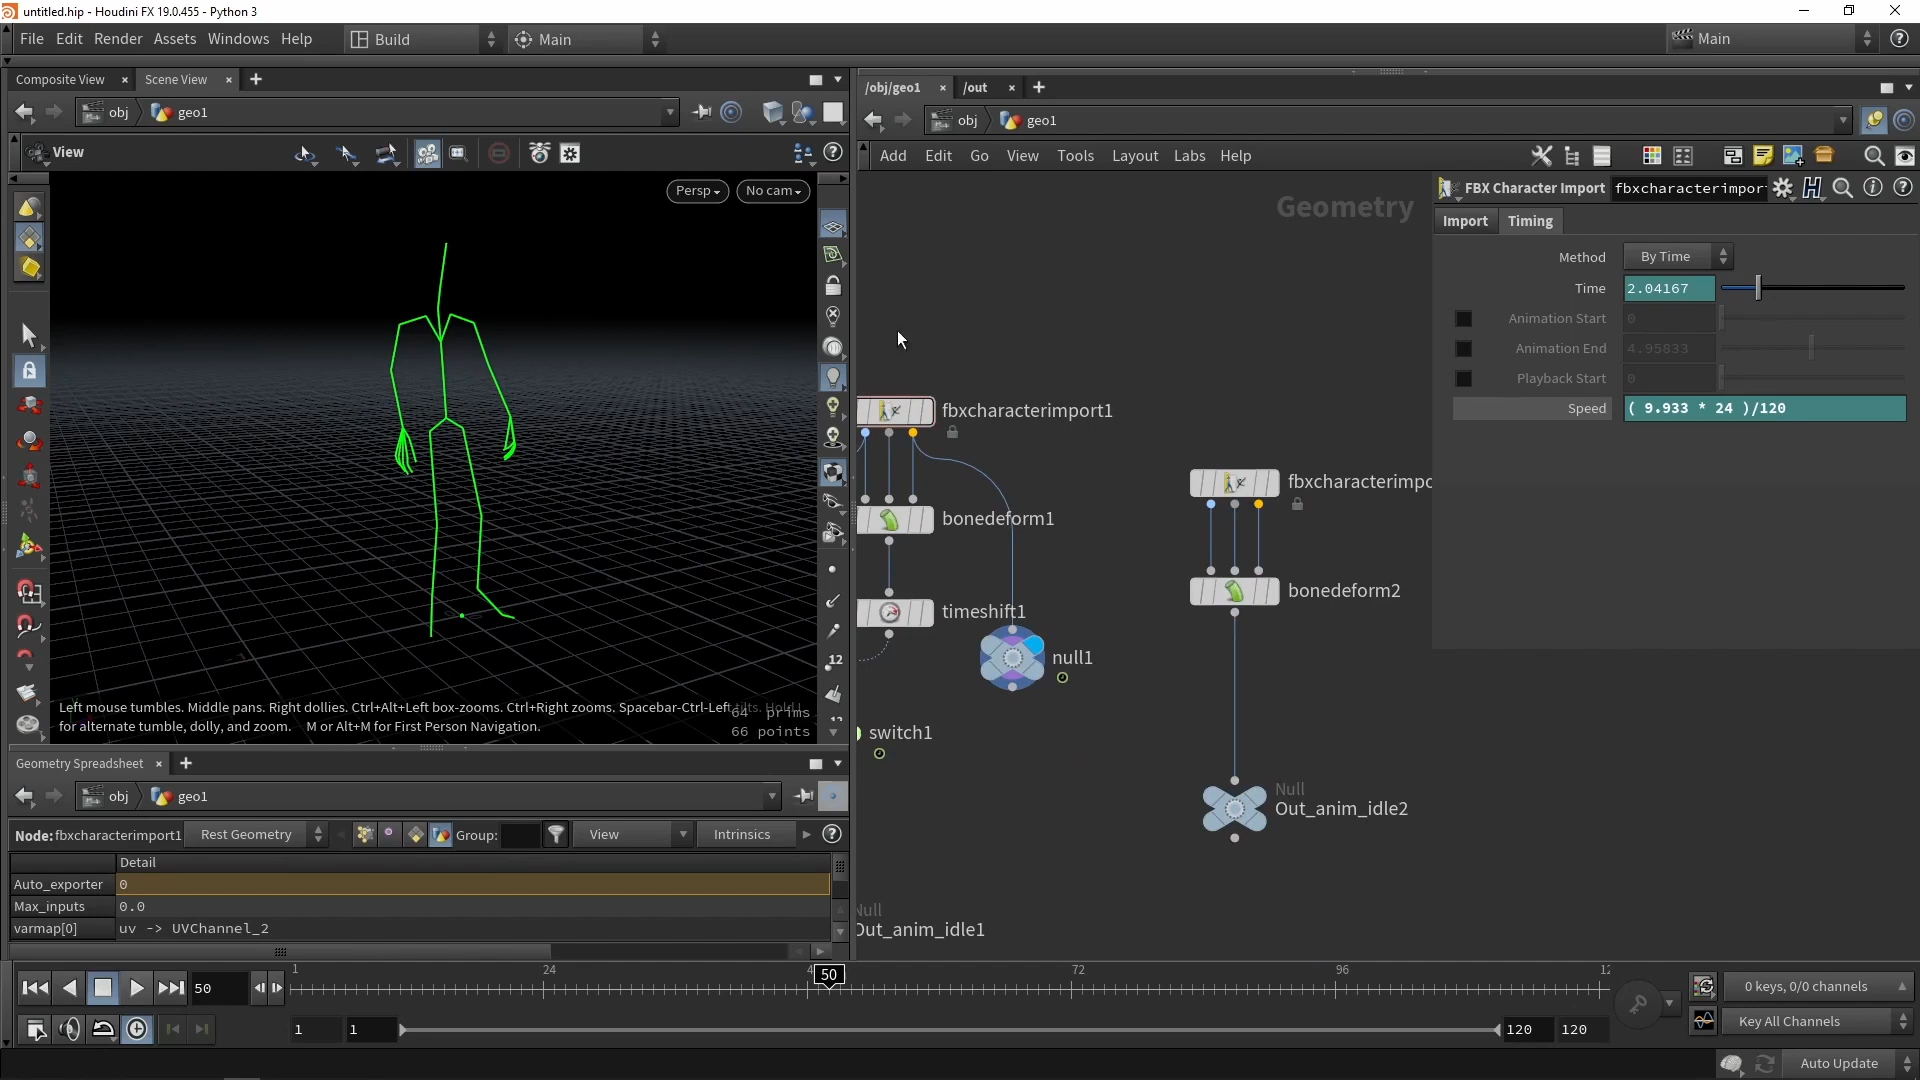 untitled.hip - Houdini FX 19.0.455 - Python 3
File Edit Render Assets Windows Help Build Main Main
Composite View × Scene View ×
obj geo1
View
Persp No cam
Left mouse tumbles. Middle pans. Right dollies. Ctrl+Alt+Left box-zooms. Ctrl+Right zooms. Spacebar-Ctrl-Left tilts. Hold L
for alternate tumble, dolly, and zoom. M or Alt+M for First Person Navigation.
64 prims
66 points
Geometry Spreadsheet ×
obj geo1
Node: fbxcharacterimport1 Rest Geometry Group: View Intrinsics
Detail
Auto_exporter 0
Max_inputs 0.0
varmap[0] uv -> UVChannel_2
/obj/geo1 × /out ×
obj geo1
Add Edit Go View Tools Layout Labs Help
Geometry
fbxcharacterimport1
bonedeform1
timeshift1
null1
switch1
Null
Out_anim_idle1
fbxcharacterimpo
bonedeform2
Null
Out_anim_idle2
FBX Character Import fbxcharacterimpor
Import Timing
Method By Time
Time 2.04167
Animation Start 0
Animation End 4.95833
Playback Start 0
Speed ( 9.933 * 24 )/120
50 1 24 4 50 72 96 12
0 keys, 0/0 channels
1 1 120 120
Key All Channels
Auto Update